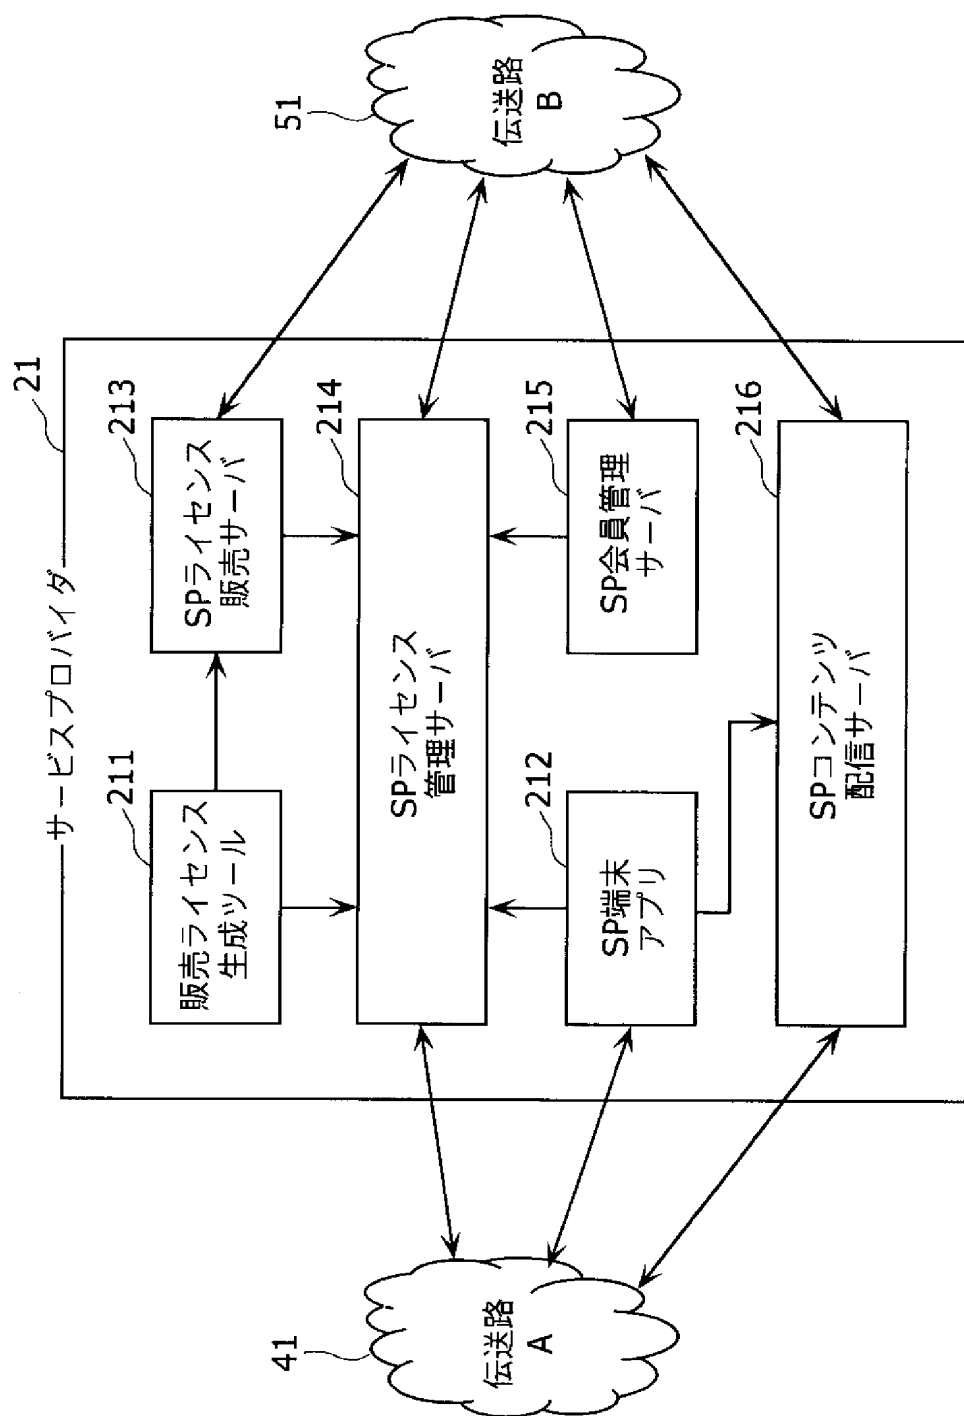 サービスプロバイダ
21
211
販売ライセンス
生成ツール
213
SPライセンス
販売サーバ
214
SPライセンス
管理サーバ
212
SP端末
アプリ
215
SP会員管理
サーバ
216
SPコンテンツ
配信サーバ
41
伝送路
A
51
伝送路
B